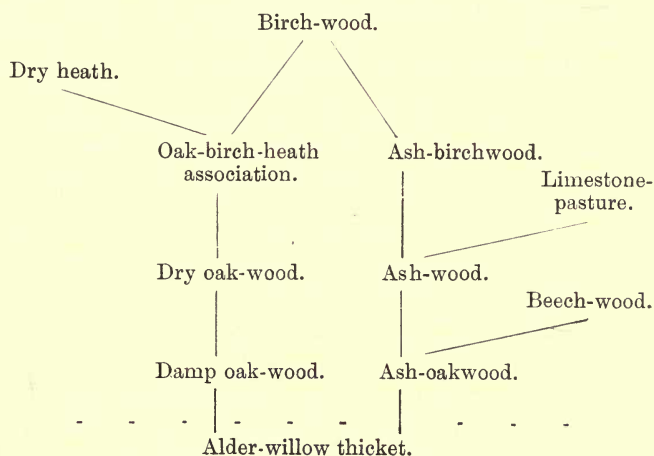 Birch-wood.
Dry heath.
Oak-birch-heath
association.
Ash-birchwood.
Limestone-
pasture.
Dry oak-wood.
Ash-wood.
Beech-wood.
Damp oak-wood.
Ash-oakwood.
Alder-willow thicket.